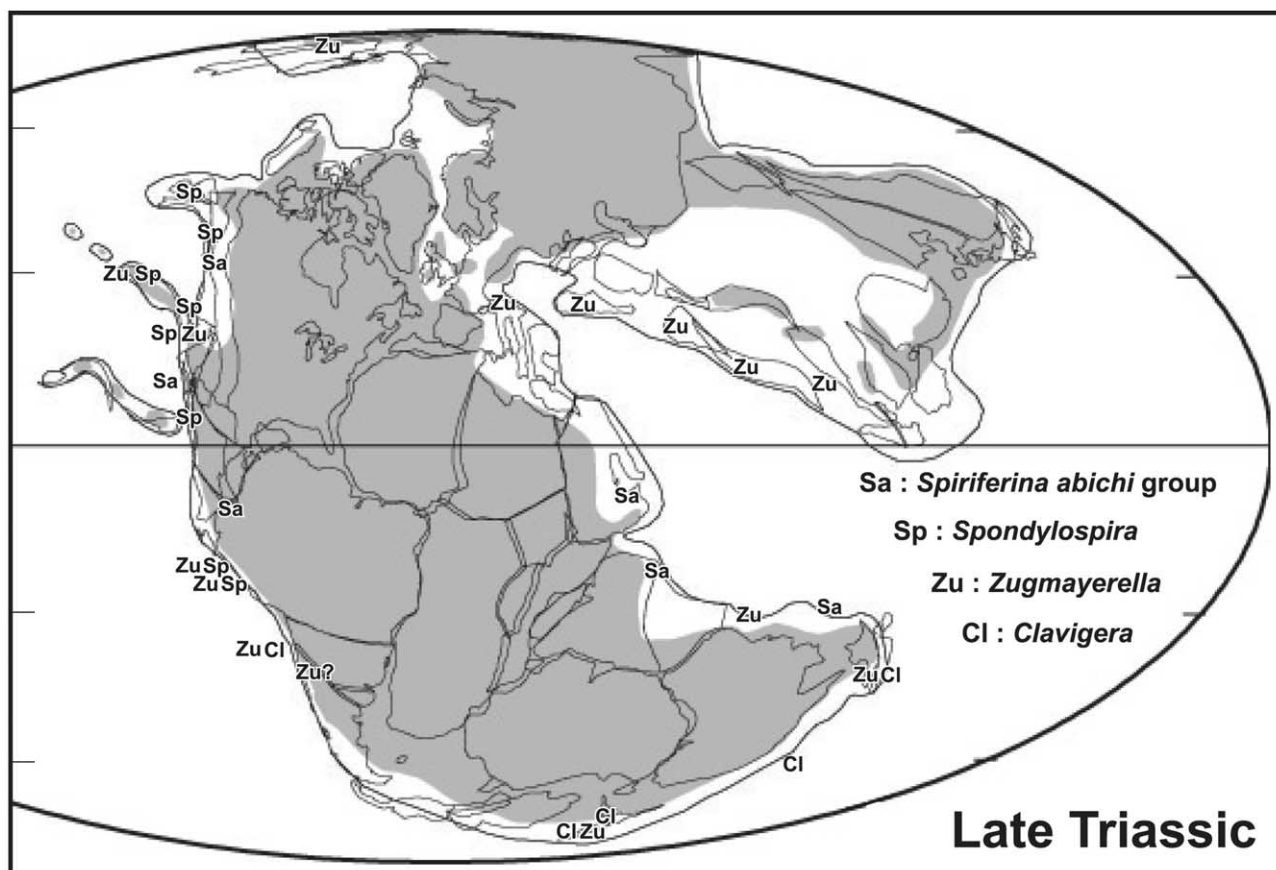 Zu
Sp
Sp
Sa
Zu Sp
Zu
Zu
Sp
Sp Zu
Zu
Sa
Zu
Zu
Sp
Sa : Spiriferina abichi group
Sa
Sa
Sp : Spondylospira
Zu Sp
Sa
Zu Sp
Zu : Zugmayerella
Zu
Sa
Cl : Clavigera
Zu Cl
Zu?
Zu Cl
Cl
Cl
Cl Zu
Late Triassic